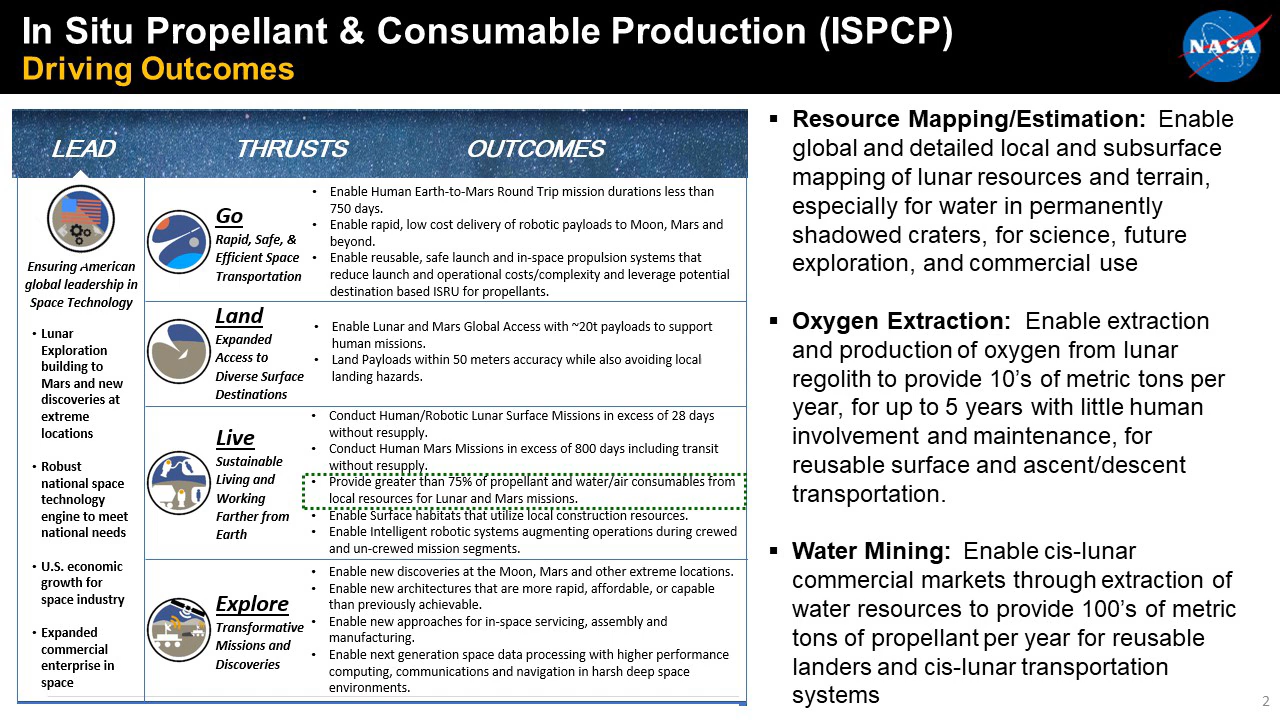 In Situ Propellant & Consumable Production (ISPCP)
Driving Outcomes
NASA
LEAD
THRUSTS
OUTCOMES
Ensuring American
global leadership in
Space Technology
• Lunar
Exploration
building to
Mars and new
discoveries at
extreme
locations
• Robust
national space
technology
engine to meet
national needs
• U.S. economic
growth for
space industry
• Expanded
commercial
enterprise in
space
Go
Rapid, Safe, &
Efficient Space
Transportation
• Enable Human Earth-to-Mars Round Trip mission durations less than
750 days.
• Enable rapid, low cost delivery of robotic payloads to Moon, Mars and
beyond.
• Enable reusable, safe launch and in-space propulsion systems that
reduce launch and operational costs/complexity and leverage potential
destination based ISRU for propellants.
Land
Expanded
Access to
Diverse Surface
Destinations
• Enable Lunar and Mars Global Access with ~20t payloads to support
human missions.
• Land Payloads within 50 meters accuracy while also avoiding local
landing hazards.
Live
Sustainable
Living and
Working
Farther from
Earth
• Conduct Human/Robotic Lunar Surface Missions in excess of 28 days
without resupply.
• Conduct Human Mars Missions in excess of 800 days including transit
without resupply.
• Provide greater than 75% of propellant and water/air consumables from
local resources for Lunar and Mars missions.
• Enable Surface habitats that utilize local construction resources.
• Enable Intelligent robotic systems augmenting operations during crewed
and un-crewed mission segments.
Explore
Transformative
Missions and
Discoveries
• Enable new discoveries at the Moon, Mars and other extreme locations.
• Enable new architectures that are more rapid, affordable, or capable
than previously achievable.
• Enable new approaches for in-space servicing, assembly and
manufacturing.
• Enable next generation space data processing with higher performance
computing, communications and navigation in harsh deep space
environments.
▪ Resource Mapping/Estimation: Enable
global and detailed local and subsurface
mapping of lunar resources and terrain,
especially for water in permanently
shadowed craters, for science, future
exploration, and commercial use
▪ Oxygen Extraction: Enable extraction
and production of oxygen from lunar
regolith to provide 10’s of metric tons per
year, for up to 5 years with little human
involvement and maintenance, for
reusable surface and ascent/descent
transportation.
▪ Water Mining: Enable cis-lunar
commercial markets through extraction of
water resources to provide 100’s of metric
tons of propellant per year for reusable
landers and cis-lunar transportation
systems
2